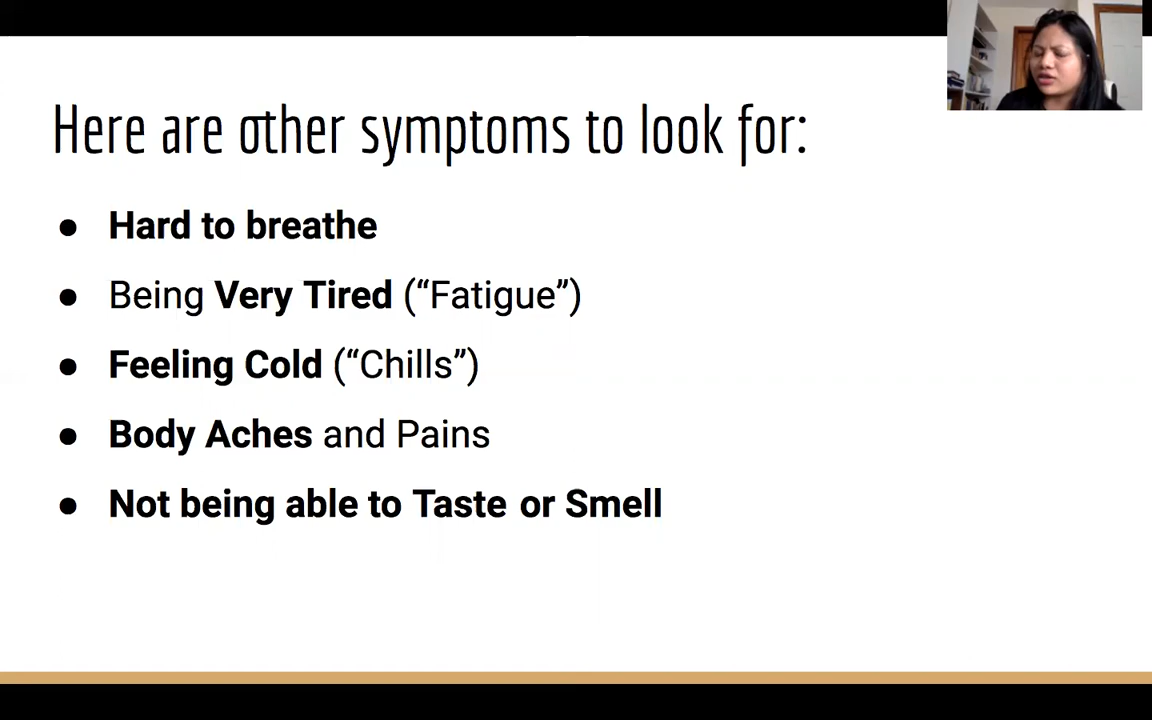 Here are other symptoms to look for:
● Hard to breathe
● Being Very Tired (“Fatigue”)
● Feeling Cold (“Chills”)
● Body Aches and Pains
● Not being able to Taste or Smell